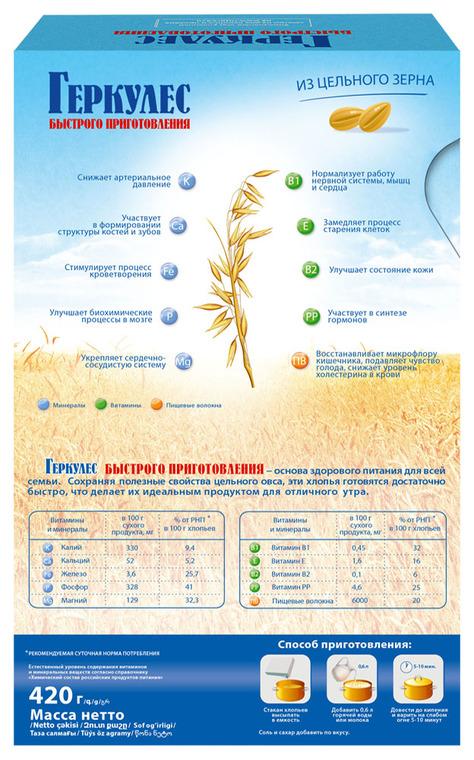 ГЕРКУЛЕС
БЫСТРОГО ПРИГОТОВЛЕНИЯ
ИЗ ЦЕЛЬНОГО ЗЕРНА
ГЕРКУЛЕС
БЫСТРОГО ПРИГОТОВЛЕНИЯ
Снижает артериальное
давление
K
Участвует
в формировании
структуры костей и зубов
Ca
Стимулирует процесс
кроветворения
Fe
Улучшает биохимические
процессы в мозге
P
Укрепляет сердечно-
сосудистую систему
Mg
B1
Нормализует работу
нервной системы, мышц
и сердца
E
Замедляет процесс
старения клеток
B2
Улучшает состояние кожи
PP
Участвует в синтезе
гормонов
ПВ
Восстанавливает микрофлору
кишечника, подавляет чувство
голода, снижает уровень
холестерина в крови
Минералы Витамины Пищевые волокна
ГЕРКУЛЕС БЫСТРОГО ПРИГОТОВЛЕНИЯ – основа здорового питания для всей
семьи. Сохраняя полезные свойства цельного овса, эти хлопья готовятся достаточно
быстро, что делает их идеальным продуктом для отличного утра.
Витамины и минералы в 100 г сухого продукта, мг % от РНП * в 100 г хлопьев
Калий 330 9,4
Кальций 52 5,2
Железо 3,6 25,7
Фосфор 328 41
Магний 129 32,3
Витамины и минералы в 100 г сухого продукта, мг % от РНП * в 100 г хлопьев
Витамин B1 0,45 32
Витамин E 1,6 16
Витамин B2 0,1 6
Витамин PP 4,6 25
Пищевые волокна 6000 20
* РЕКОМЕНДУЕМАЯ СУТОЧНАЯ НОРМА ПОТРЕБЛЕНИЯ
Естественный уровень содержания витаминов
и минеральных веществ согласно справочнику
«Химический состав российских продуктов питания»
420 г/q/g/გრ
Масса нетто
/Netto çəkisi /Զուտ քաշը/ Sof og'irligi/
Таза салмағы/ Tüýs öz agramy/ წონა ნეტო
Способ приготовления:
Стакан хлопьев
высыпать
в емкость
0,6л
Добавить 0,6 л
горячей воды
или молока
5-10 мин.
Довести до кипения
и варить на слабом
огне 5-10 минут
Соль и сахар добавить по вкусу.